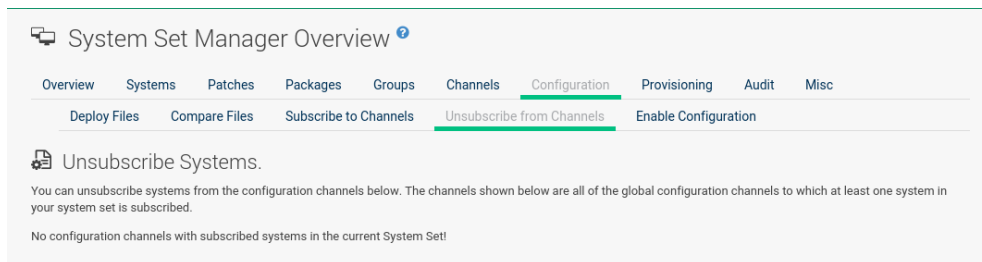 System Set Manager Overview ?
Overview Systems Patches Packages Groups Channels Configuration Provisioning Audit Misc
Deploy Files Compare Files Subscribe to Channels Unsubscribe from Channels Enable Configuration
Unsubscribe Systems.
You can unsubscribe systems from the configuration channels below. The channels shown below are all of the global configuration channels to which at least one system in
your system set is subscribed.
No configuration channels with subscribed systems in the current System Set!